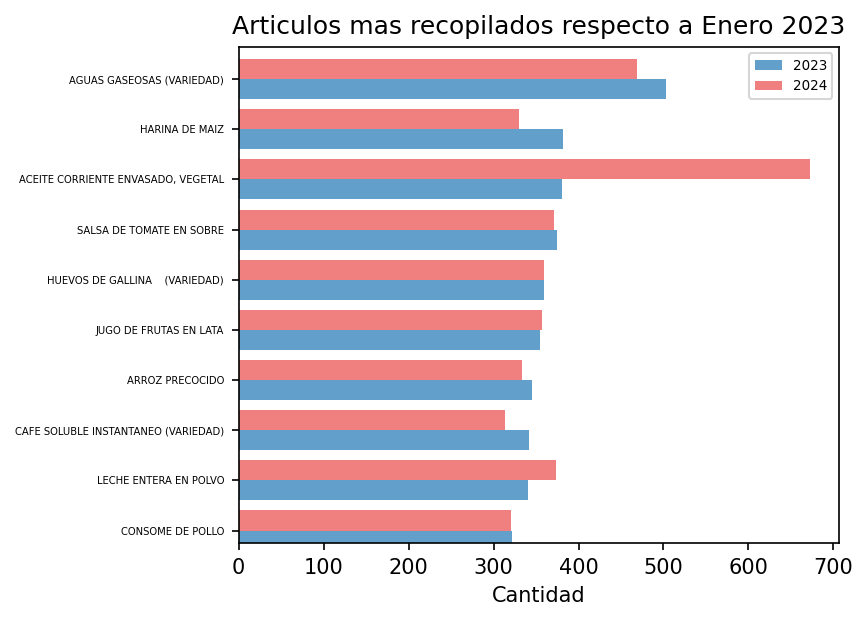 Articulos mas recopilados respecto a Enero 2023
2023
2024
AGUAS GASEOSAS (VARIEDAD)
HARINA DE MAIZ
ACEITE CORRIENTE ENVASADO, VEGETAL
SALSA DE TOMATE EN SOBRE
HUEVOS DE GALLINA    (VARIEDAD)
JUGO DE FRUTAS EN LATA
ARROZ PRECOCIDO
CAFE SOLUBLE INSTANTANEO (VARIEDAD)
LECHE ENTERA EN POLVO
CONSOME DE POLLO
0 100 200 300 400 500 600 700
Cantidad